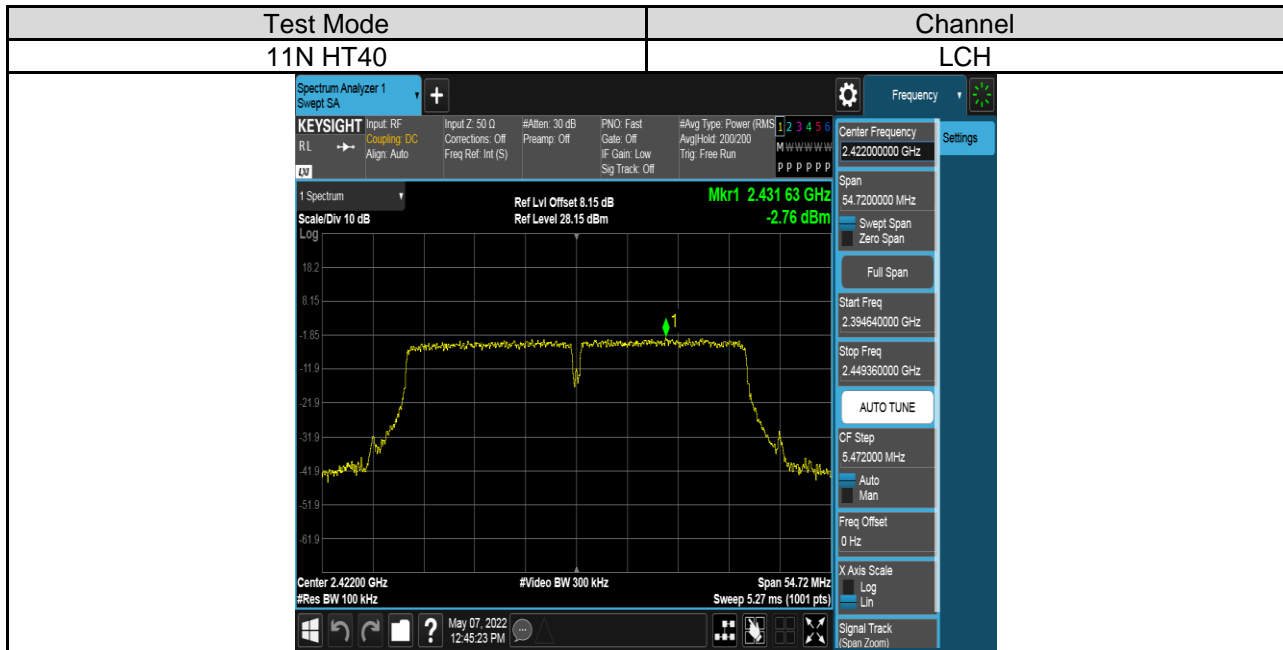 Test Mode Channel
11N HT40 LCH
Spectrum Analyzer 1
Swept SA
+
Frequency
KEYSIGHT Input: RF Input Z: 50 Ω #Atten: 30 dB PNO: Fast #Avg Type: Power (RMS 1 2 3 4 5 6
RL Coupling: DC Corrections: Off Preamp: Off Gate: Off Avg|Hold: 200/200 M W W W W W
Align: Auto Freq Ref: Int (S) IF Gain: Low Trig: Free Run
LXI Sig Track: Off P P P P P P
Center Frequency
2.422000000 GHz
Settings
Span
54.7200000 MHz
Swept Span
Zero Span
Full Span
Start Freq
2.394640000 GHz
Stop Freq
2.449360000 GHz
AUTO TUNE
CF Step
5.472000 MHz
Auto
Man
Freq Offset
0 Hz
X Axis Scale
Log
Lin
Signal Track
(Span Zoom)
1 Spectrum Ref Lvl Offset 8.15 dB Mkr1 2.431 63 GHz
Scale/Div 10 dB Ref Level 28.15 dBm -2.76 dBm
Log
18.2
8.15
1
-1.85
-11.9
-21.9
-31.9
-41.9
-51.9
-61.9
Center 2.42200 GHz #Video BW 300 kHz Span 54.72 MHz
#Res BW 100 kHz Sweep 5.27 ms (1001 pts)
? May 07, 2022
12:45:23 PM